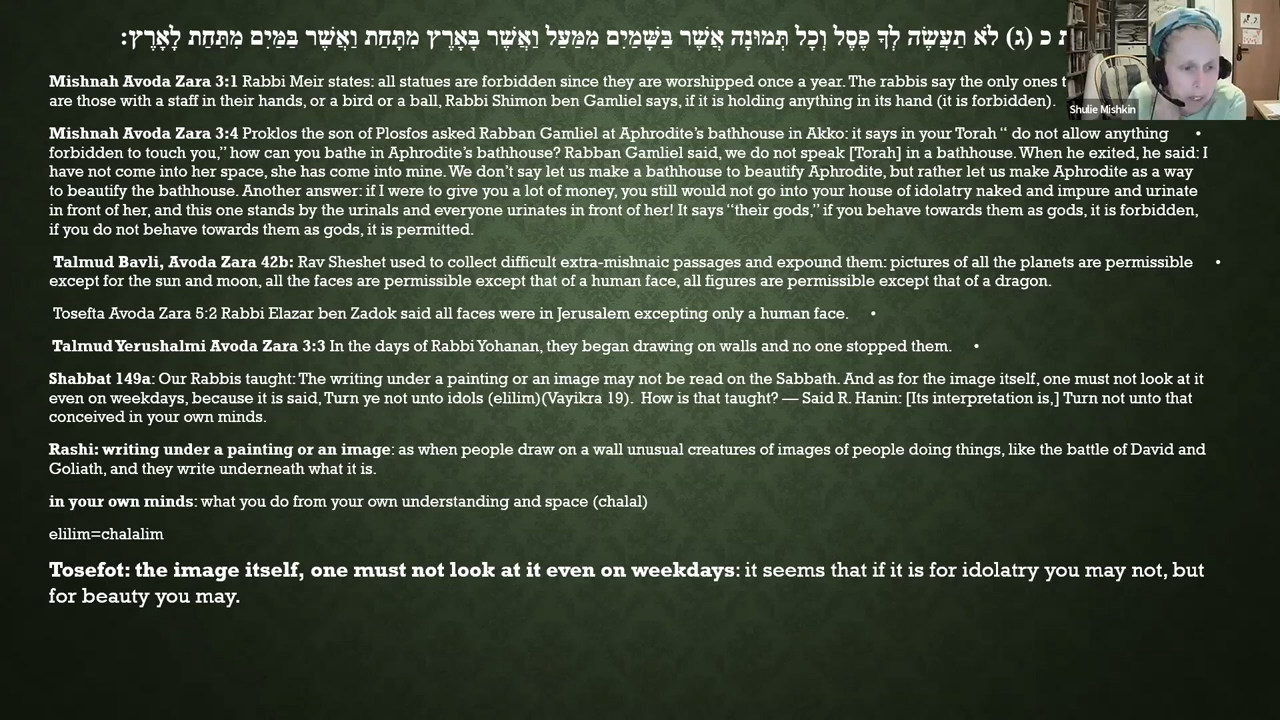 כ (ג) לֹא תַעֲשֶׂה לְךָ פֶסֶל וְכָל תְּמוּנָה אֲשֶׁר בַּשָּׁמַיִם מִמַּעַל וַאֲשֶׁר בָּאָרֶץ מִתָּחַת וַאֲשֶׁר בַּמַּיִם מִתַּחַת לָאָרֶץ:
Mishnah Avoda Zara 3:1 Rabbi Meir states: all statues are forbidden since they are worshipped once a year. The rabbis say the only ones
are those with a staff in their hands, or a bird or a ball, Rabbi Shimon ben Gamliel says, if it is holding anything in its hand (it is forbidden).
Shulie Mishkin
Mishnah Avoda Zara 3:4 Proklos the son of Plosfos asked Rabban Gamliel at Aphrodite’s bathhouse in Akko: it says in your Torah “ do not allow anything •
forbidden to touch you,” how can you bathe in Aphrodite’s bathhouse? Rabban Gamliel said, we do not speak [Torah] in a bathhouse. When he exited, he said: I
have not come into her space, she has come into mine. We don’t say let us make a bathhouse to beautify Aphrodite, but rather let us make Aphrodite as a way
to beautify the bathhouse. Another answer: if I were to give you a lot of money, you still would not go into your house of idolatry naked and impure and urinate
in front of her, and this one stands by the urinals and everyone urinates in front of her! It says “their gods,” if you behave towards them as gods, it is forbidden,
if you do not behave towards them as gods, it is permitted.
Talmud Bavli, Avoda Zara 42b: Rav Sheshet used to collect difficult extra-mishnaic passages and expound them: pictures of all the planets are permissible •
except for the sun and moon, all the faces are permissible except that of a human face, all figures are permissible except that of a dragon.
Tosefta Avoda Zara 5:2 Rabbi Elazar ben Zadok said all faces were in Jerusalem excepting only a human face. •
Talmud Yerushalmi Avoda Zara 3:3 In the days of Rabbi Yohanan, they began drawing on walls and no one stopped them. •
Shabbat 149a: Our Rabbis taught: The writing under a painting or an image may not be read on the Sabbath. And as for the image itself, one must not look at it
even on weekdays, because it is said, Turn ye not unto idols (elilim)(Vayikra 19). How is that taught? — Said R. Hanin: [Its interpretation is,] Turn not unto that
conceived in your own minds.
Rashi: writing under a painting or an image: as when people draw on a wall unusual creatures of images of people doing things, like the battle of David and
Goliath, and they write underneath what it is.
in your own minds: what you do from your own understanding and space (chalal)
elilim=chalalim
Tosefot: the image itself, one must not look at it even on weekdays: it seems that if it is for idolatry you may not, but
for beauty you may.